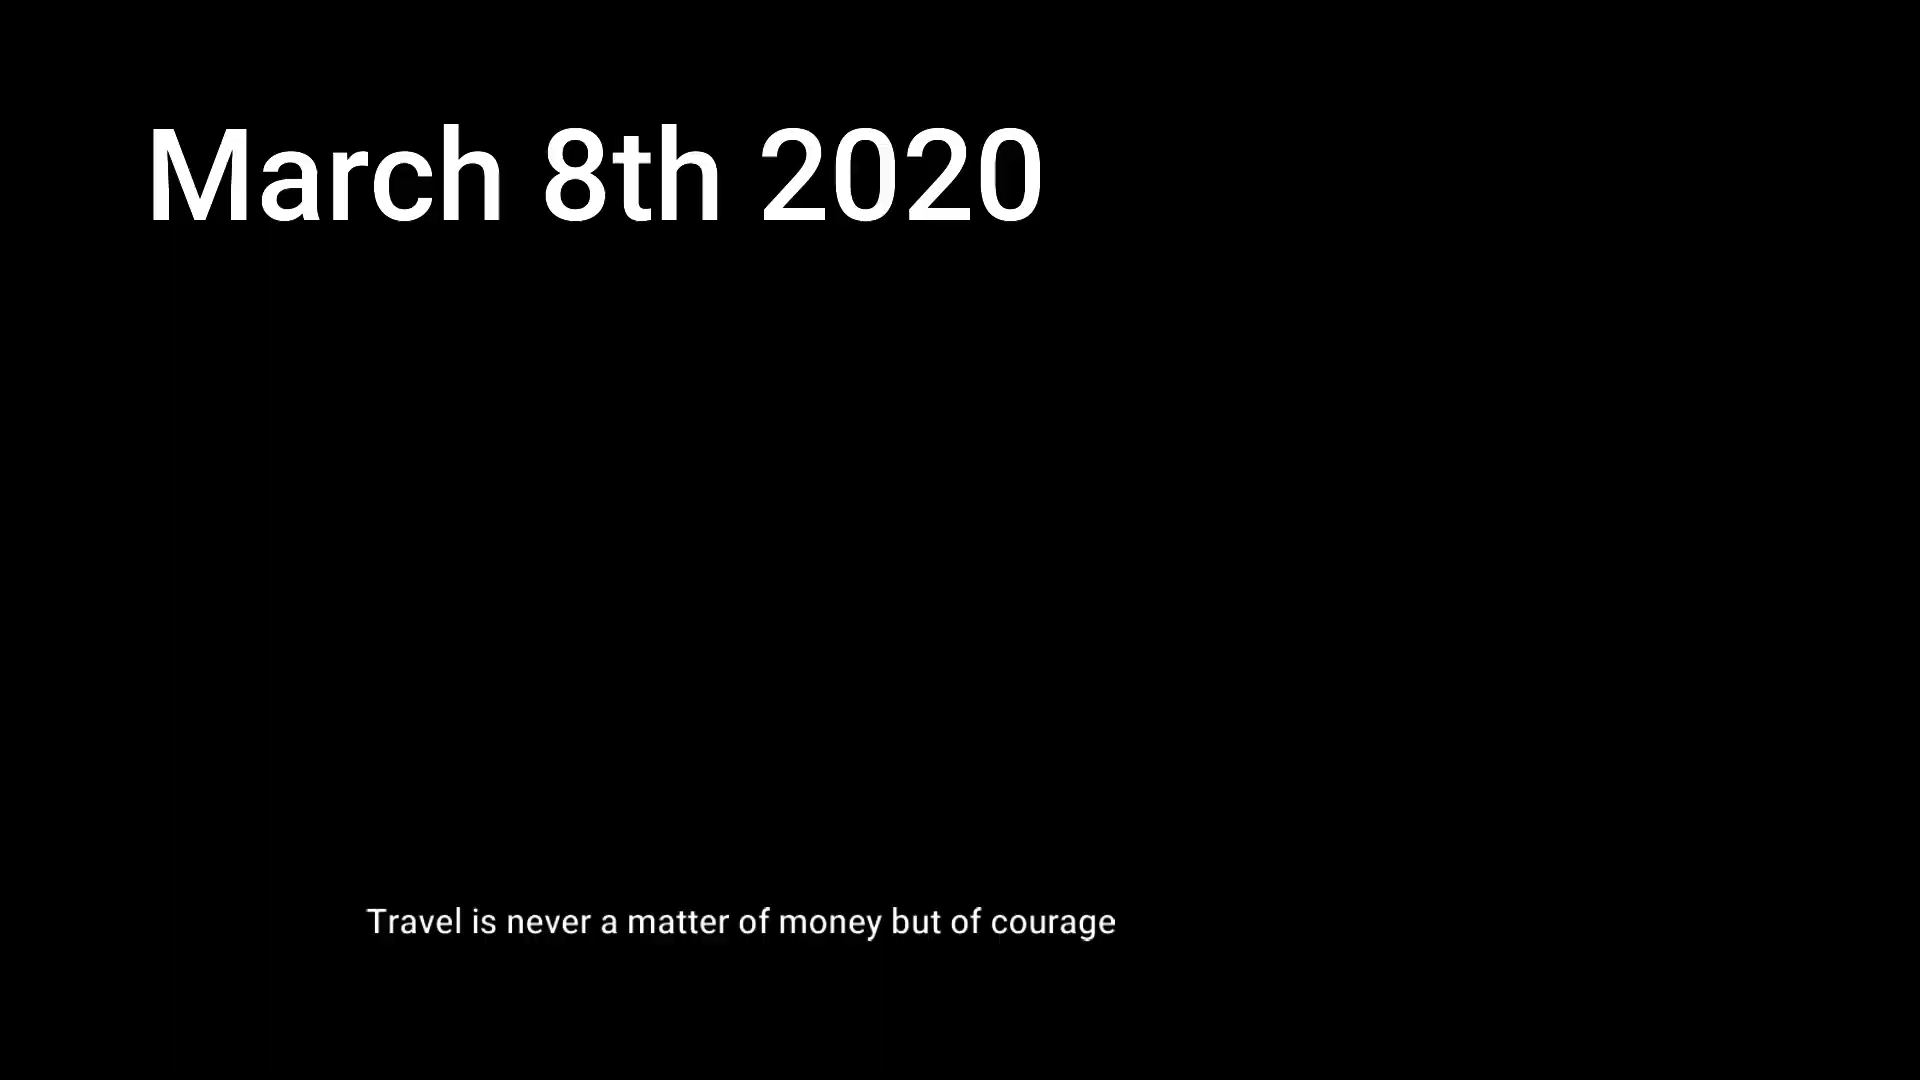 March 8th 2020
Travel is never a matter of money but of courage